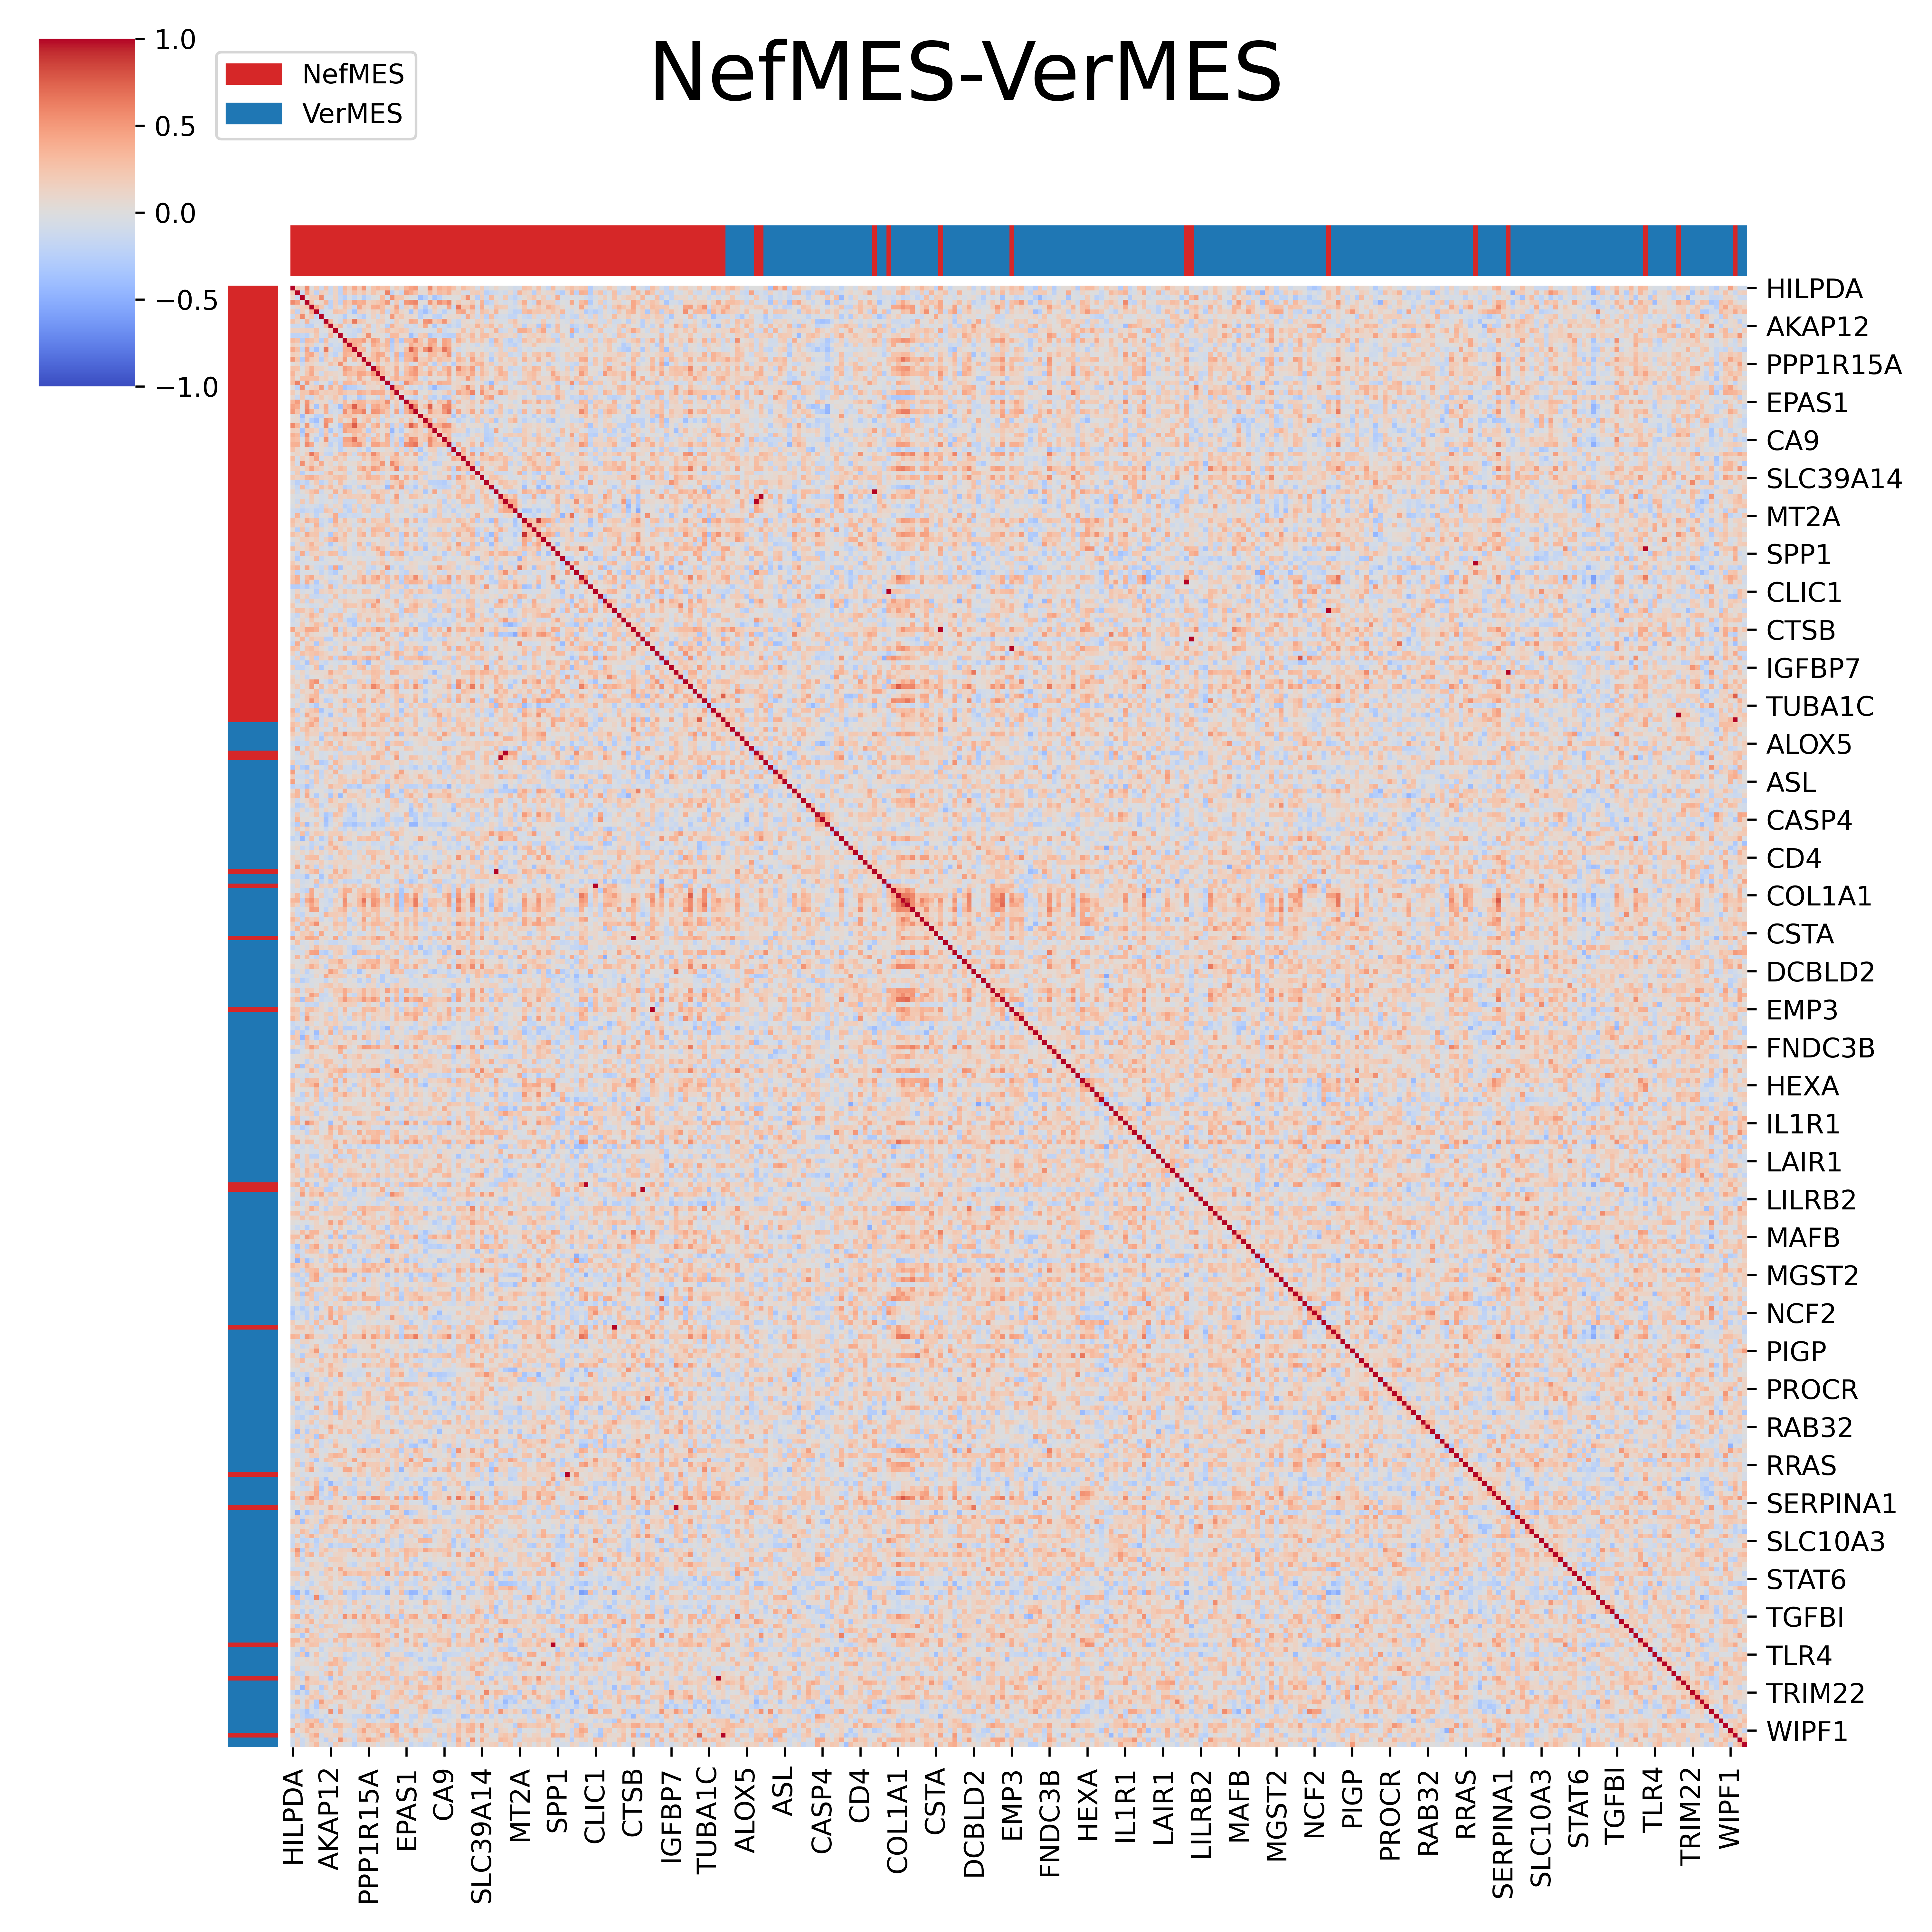 NefMES-VerMES
1.0
0.5
0.0
−0.5
−1.0
NefMES
VerMES
HILPDA
AKAP12
PPP1R15A
EPAS1
CA9
SLC39A14
MT2A
SPP1
CLIC1
CTSB
IGFBP7
TUBA1C
ALOX5
ASL
CASP4
CD4
COL1A1
CSTA
DCBLD2
EMP3
FNDC3B
HEXA
IL1R1
LAIR1
LILRB2
MAFB
MGST2
NCF2
PIGP
PROCR
RAB32
RRAS
SERPINA1
SLC10A3
STAT6
TGFBI
TLR4
TRIM22
WIPF1
HILPDA
AKAP12
PPP1R15A
EPAS1
CA9
SLC39A14
MT2A
SPP1
CLIC1
CTSB
IGFBP7
TUBA1C
ALOX5
ASL
CASP4
CD4
COL1A1
CSTA
DCBLD2
EMP3
FNDC3B
HEXA
IL1R1
LAIR1
LILRB2
MAFB
MGST2
NCF2
PIGP
PROCR
RAB32
RRAS
SERPINA1
SLC10A3
STAT6
TGFBI
TLR4
TRIM22
WIPF1